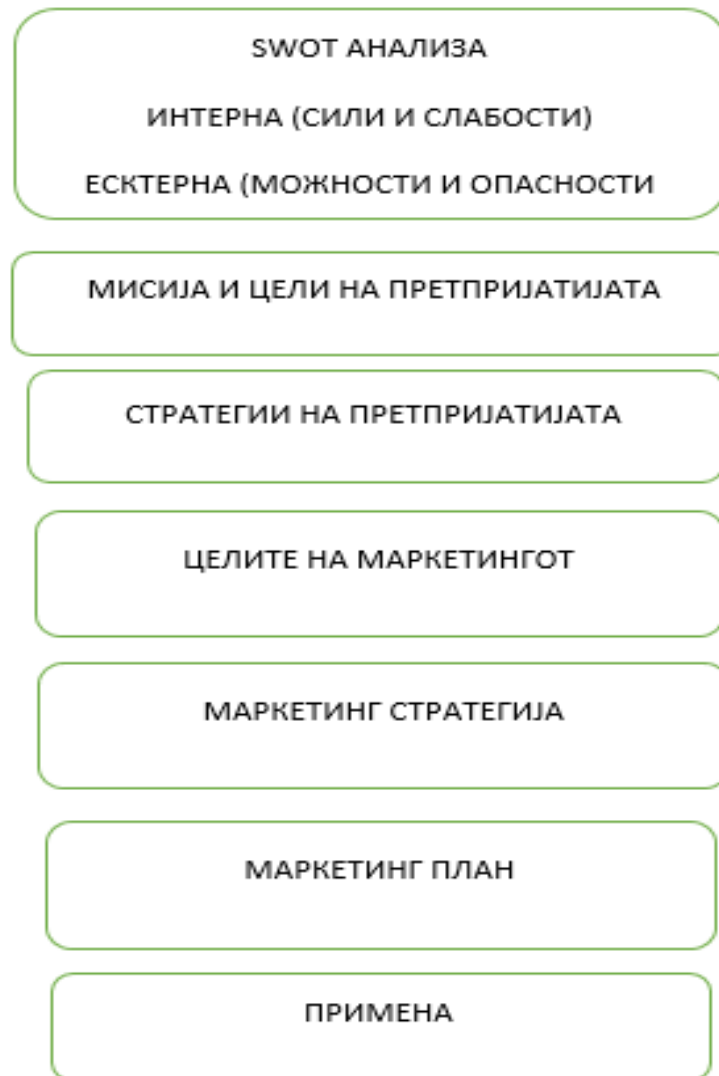 SWOT АНАЛИЗА
ИНТЕРНА (СИЛИ И СЛАБОСТИ)
ЕСКТЕРНА (МОЖНОСТИ И ОПАСНОСТИ
МИСИЈА И ЦЕЛИ НА ПРЕТПРИЈАТИЈАТА
СТРАТЕГИИ НА ПРЕТПРИЈАТИЈАТА
ЦЕЛИТЕ НА МАРКЕТИНГОТ
МАРКЕТИНГ СТРАТЕГИЈА
МАРКЕТИНГ ПЛАН
ПРИМЕНА